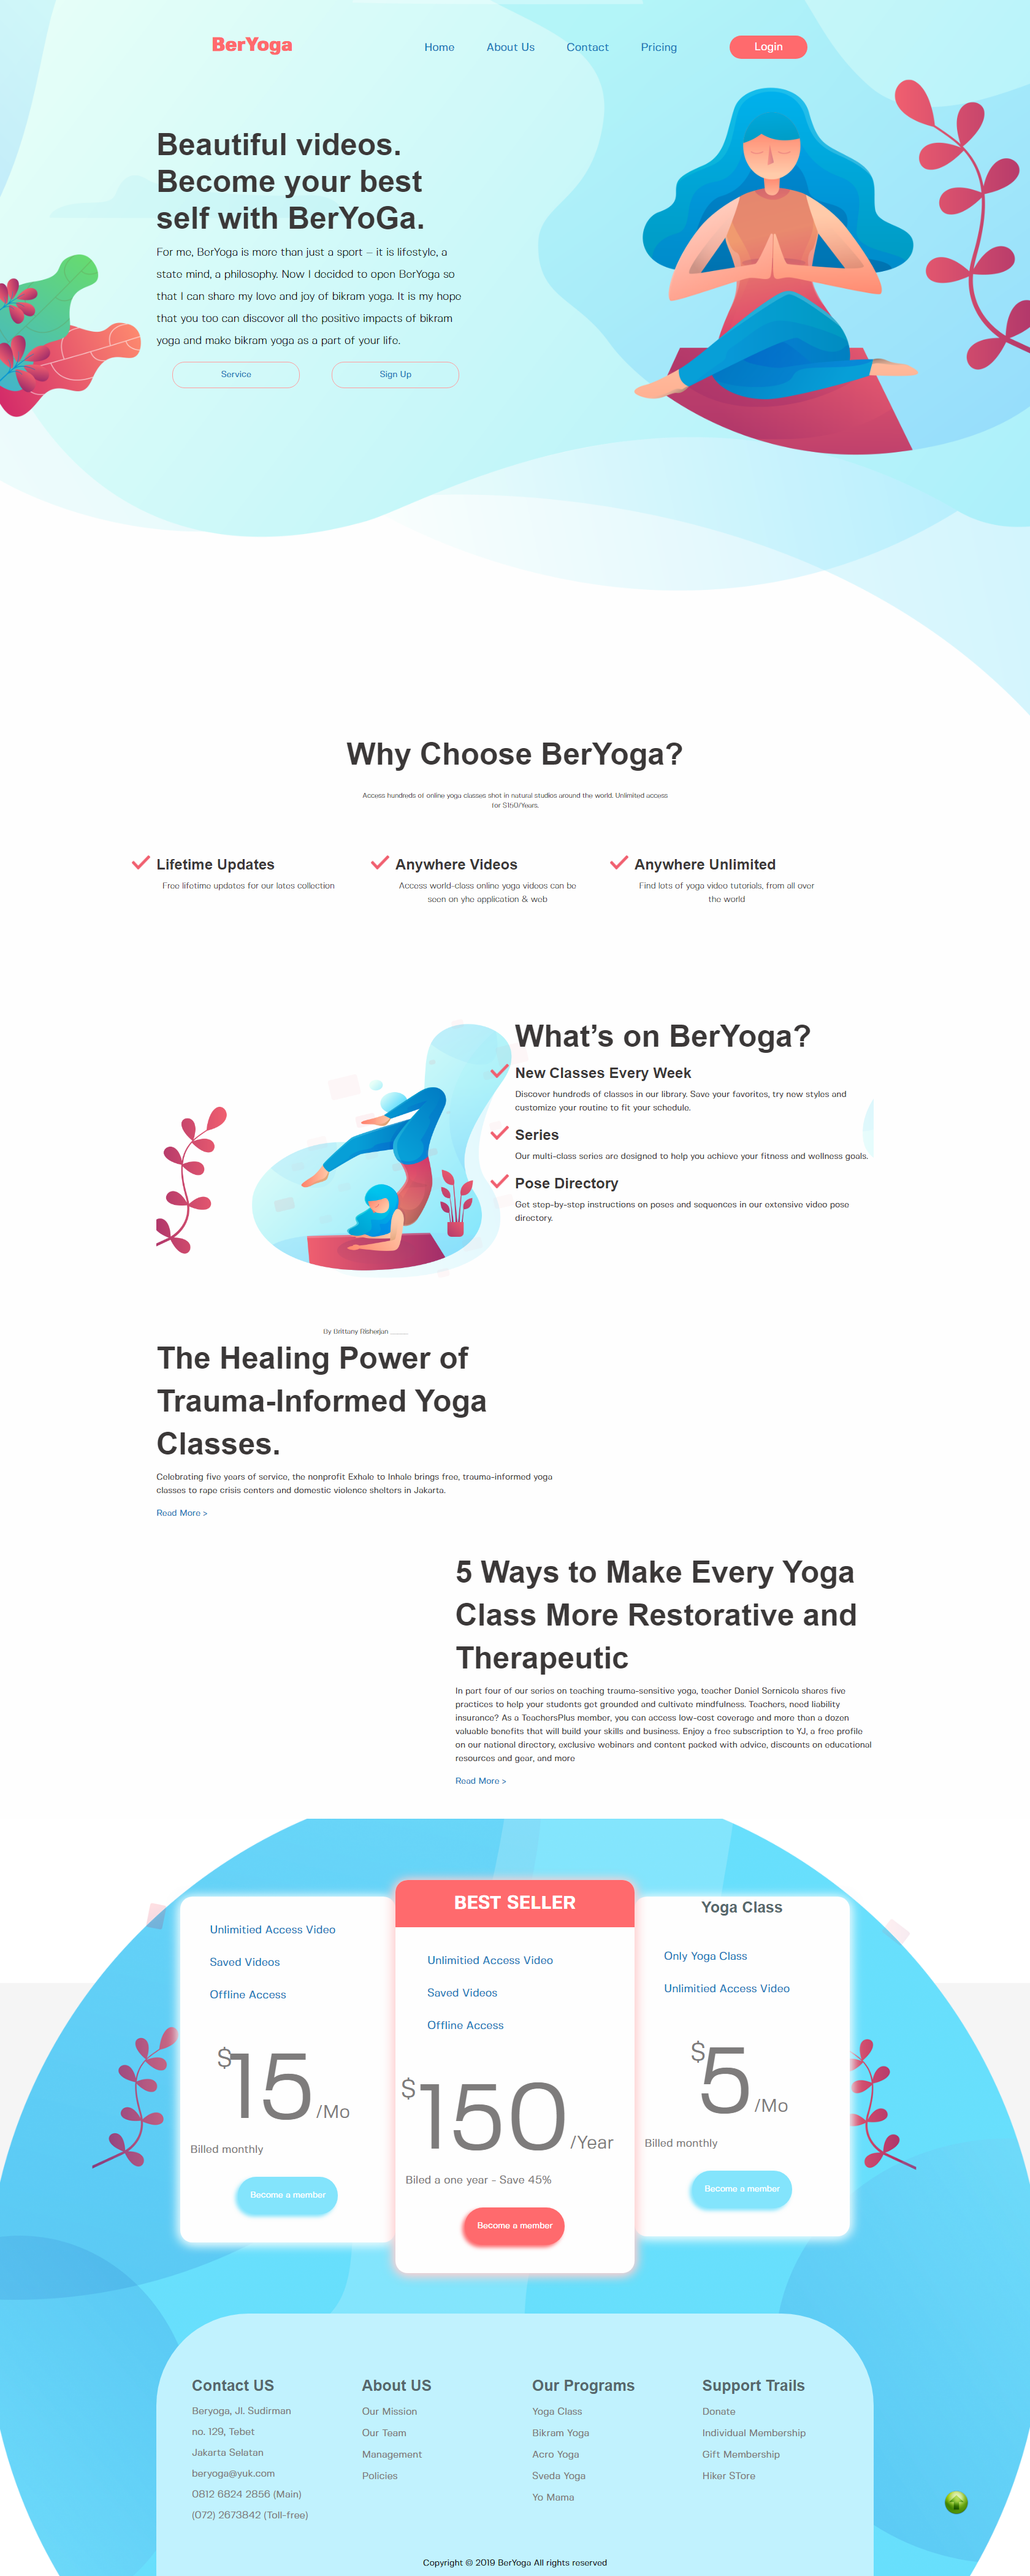 BerYoga
Home About Us Contact Pricing Login
Beautiful videos.
Become your best
self with BerYoGa.
For me, BerYoga is more than just a sport – it is lifestyle, a
state mind, a philosophy. Now I decided to open BerYoga so
that I can share my love and joy of bikram yoga. It is my hope
that you too can discover all the positive impacts of bikram
yoga and make bikram yoga as a part of your life.
Service Sign Up
Why Choose BerYoga?
Access hundreds of online yoga classes shot in natural studios around the world. Unlimited access
for $150/Years.
Lifetime Updates
Free lifetime updates for our lates collection
Anywhere Videos
Access world-class online yoga videos can be
seen on yhe application & web
Anywhere Unlimited
Find lots of yoga video tutorials, from all over
the world
What's on BerYoga?
New Classes Every Week
Discover hundreds of classes in our library. Save your favorites, try new styles and
customize your routine to fit your schedule.
Series
Our multi-class series are designed to help you achieve your fitness and wellness goals.
Pose Directory
Get step-by-step instructions on poses and sequences in our extensive video pose
directory.
By Brittany Risherjan ____
The Healing Power of
Trauma-Informed Yoga
Classes.
Celebrating five years of service, the nonprofit Exhale to Inhale brings free, trauma-informed yoga
classes to rape crisis centers and domestic violence shelters in Jakarta.
Read More >
5 Ways to Make Every Yoga
Class More Restorative and
Therapeutic
In part four of our series on teaching trauma-sensitive yoga, teacher Daniel Sernicola shares five
practices to help your students get grounded and cultivate mindfulness. Teachers, need liability
insurance? As a TeachersPlus member, you can access low-cost coverage and more than a dozen
valuable benefits that will build your skills and business. Enjoy a free subscription to YJ, a free profile
on our national directory, exclusive webinars and content packed with advice, discounts on educational
resources and gear, and more
Read More >
Unlimitied Access Video
Saved Videos
Offline Access
$15/Mo
Billed monthly
Become a member
BEST SELLER
Unlimitied Access Video
Saved Videos
Offline Access
$150/Year
Biled a one year - Save 45%
Become a member
Yoga Class
Only Yoga Class
Unlimitied Access Video
$5/Mo
Billed monthly
Become a member
Contact US
Beryoga, Jl. Sudirman
no. 129, Tebet
Jakarta Selatan
beryoga@yuk.com
0812 6824 2856 (Main)
(072) 2673842 (Toll-free)
About US
Our Mission
Our Team
Management
Policies
Our Programs
Yoga Class
Bikram Yoga
Acro Yoga
Sveda Yoga
Yo Mama
Support Trails
Donate
Individual Membership
Gift Membership
Hiker STore
Copyright © 2019 BerYoga All rights reserved